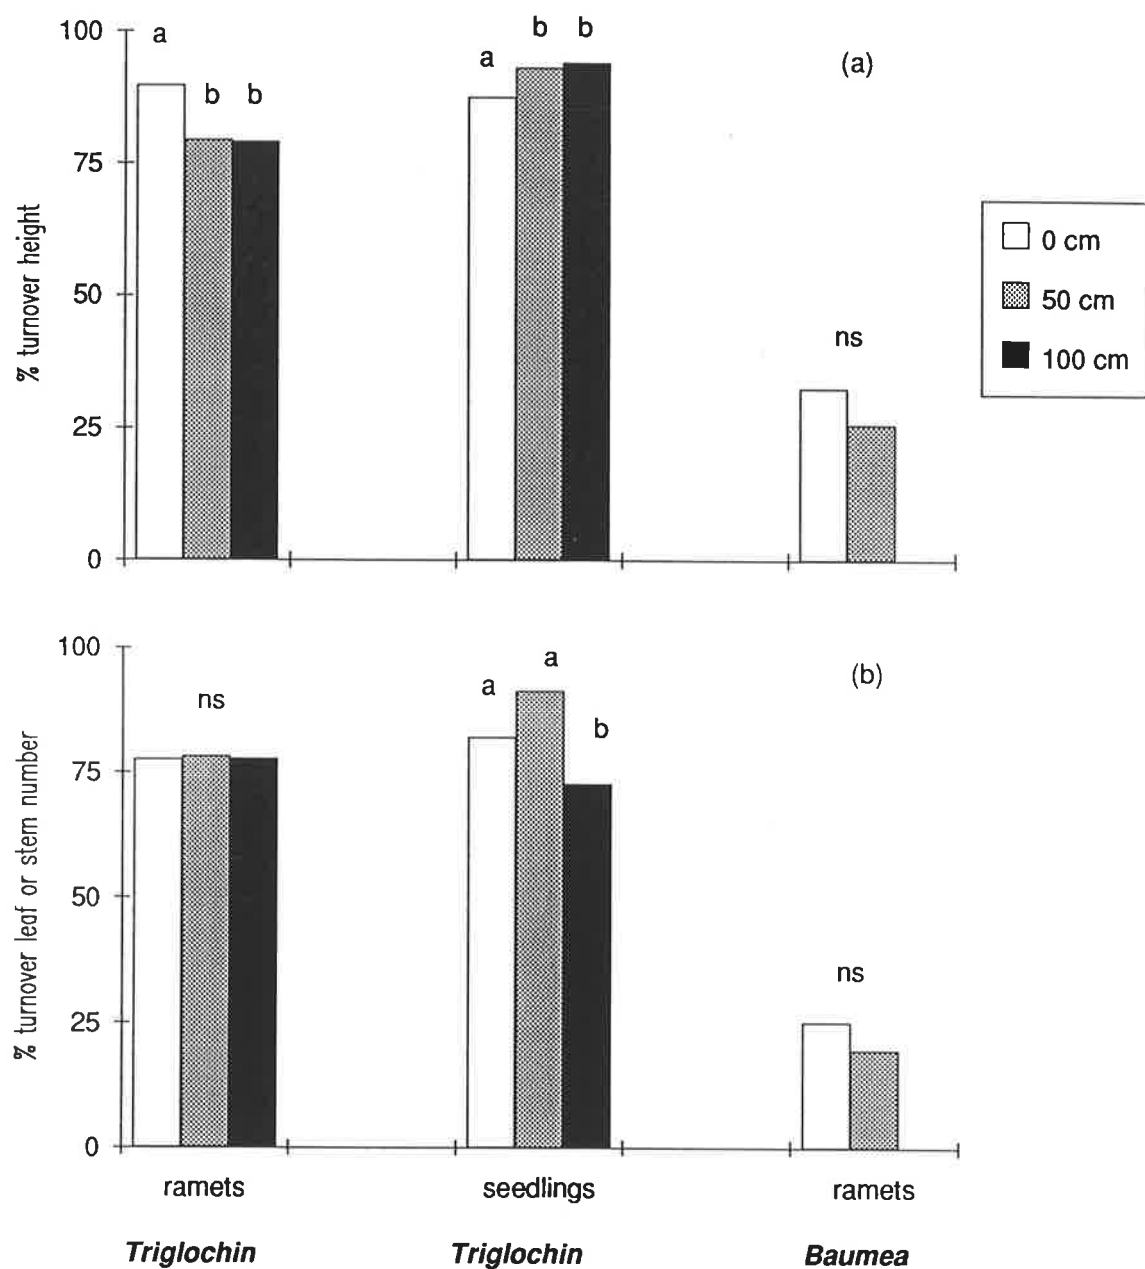 100
75
50
25
0
% turnover height
a
b
b
a
b
b
ns
(a)
0 cm
50 cm
100 cm
100
75
50
25
0
% turnover leaf or stem number
ns
a
a
b
ns
(b)
ramets
seedlings
ramets
Triglochin
Triglochin
Baumea